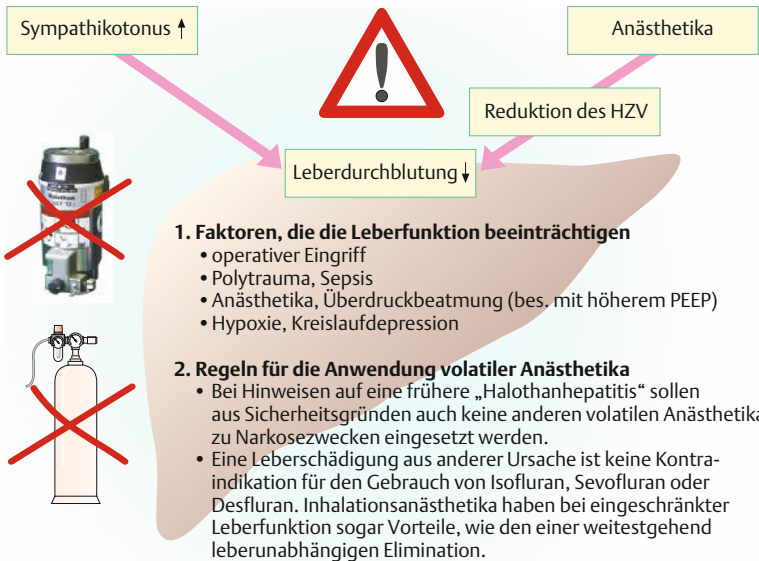 Sympathikotonus ↑
Anästhetika
Reduktion des HZV
Leberdurchblutung ↓
Halothan
1. Faktoren, die die Leberfunktion beeinträchtigen
• operativer Eingriff
• Polytrauma, Sepsis
• Anästhetika, Überdruckbeatmung (bes. mit höherem PEEP)
• Hypoxie, Kreislaufdepression
2. Regeln für die Anwendung volatiler Anästhetika
• Bei Hinweisen auf eine frühere „Halothanhepatitis“ sollen
aus Sicherheitsgründen auch keine anderen volatilen Anästhetika
zu Narkosezwecken eingesetzt werden.
• Eine Leberschädigung aus anderer Ursache ist keine Kontra-
indikation für den Gebrauch von Isofluran, Sevofluran oder
Desfluran. Inhalationsanästhetika haben bei eingeschränkter
Leberfunktion sogar Vorteile, wie den einer weitestgehend
leberunabhängigen Elimination.